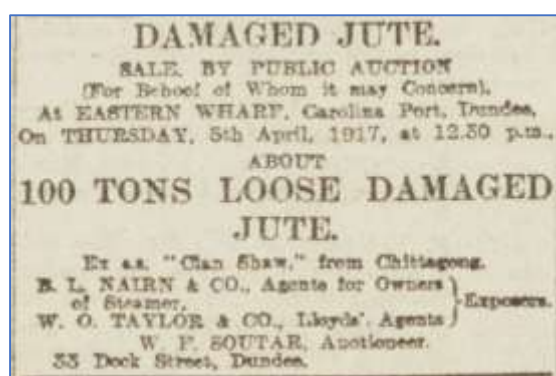 DAMAGED JUTE.
SALE, BY PUBLIC AUCTION
(For Behoof of Whom it may Concern),
At EASTERN WHARF, Carolina Port, Dundee,
On THURSDAY, 5th April, 1917, at 12.30 p.m.,
ABOUT
100 TONS LOOSE DAMAGED
JUTE.
Ex s.s. "Clan Shaw," from Chittagong.
B. L. NAIRN & CO., Agents for Owners
of Steamer,
Exposers.
W. O. TAYLOR & CO., Lloyds' Agents
W. P. SOUTAR, Auctioneer.
33 Dock Street, Dundee.